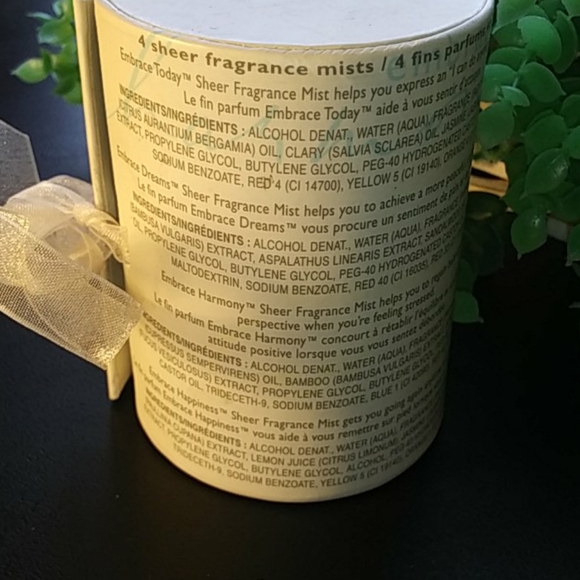 4 sheer fragrance mists / 4 fins parfums
Embrace Today™ Sheer Fragrance Mist helps you express an "I can do
Le fin parfum Embrace Today™ aide à vous sentir
INGREDIENTS/INGRÉDIENTS : ALCOHOL DENAT., WATER (AQUA), FRAGRANCE
(CITRUS AURANTIUM BERGAMIA) OIL, CLARY (SALVIA SCLAREA) OIL, JASMINE
EXTRACT, PROPYLENE GLYCOL, BUTYLENE GLYCOL, PEG-40 HYDROGENATED
SODIUM BENZOATE, RED 4 (CI 14700), YELLOW 5 (CI 19140),
Embrace Dreams™ Sheer Fragrance Mist helps you to achieve a more
Le fin parfum Embrace Dreams™ vous procure un sentiment de
INGREDIENTS/INGRÉDIENTS : ALCOHOL DENAT., WATER (AQUA),
(BAMBUSA VULGARIS) EXTRACT, ASPALATHUS LINEARIS EXTRACT,
OIL, PROPYLENE GLYCOL, BUTYLENE GLYCOL, PEG-40 HYDROGENATED
MALTODEXTRIN, SODIUM BENZOATE, RED 40 (CI 16035),
Embrace Harmony™ Sheer Fragrance Mist helps you to
perspective when you're feeling stressed.
Le fin parfum Embrace Harmony™ concourt à rétablir l'équilibre
attitude positive lorsque vous vous sentez
INGREDIENTS/INGRÉDIENTS : ALCOHOL DENAT., WATER (AQUA),
SEMPERVIRENS) OIL, BAMBOO (BAMBUSA VULGARIS)
VESICULOSUS) EXTRACT, PROPYLENE GLYCOL, BUTYLENE GLYCOL,
CASTOR OIL, TRIDECETH-9, SODIUM BENZOATE, BLUE 1
Embrace Happiness™ Sheer Fragrance Mist gets you going again
parfum Embrace Happiness™ vous aide à vous remettre sur pied
INGREDIENTS/INGRÉDIENTS : ALCOHOL DENAT., WATER (AQUA),
CUPANA) EXTRACT, LEMON JUICE (CITRUS LIMONUM),
EXTRACT, PROPYLENE GLYCOL, BUTYLENE GLYCOL, ALCOHOL,
TRIDECETH-9, SODIUM BENZOATE, YELLOW 5 (CI 19140),